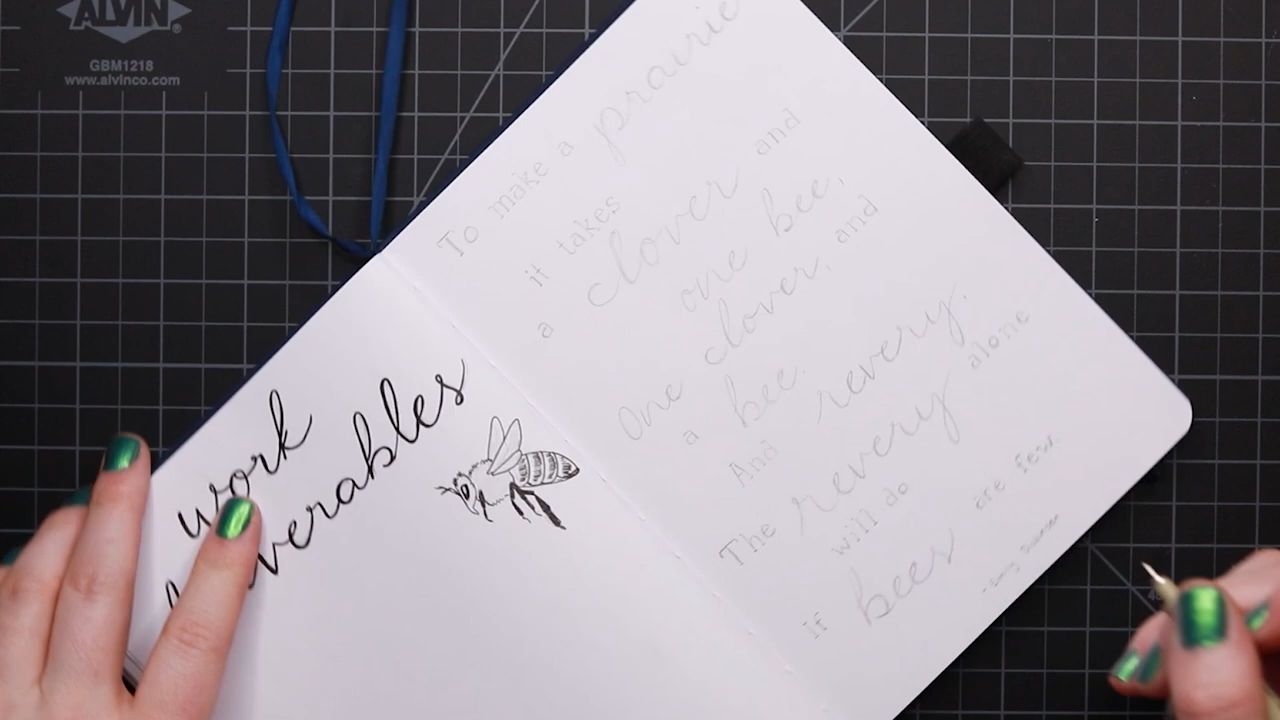 ALVIN®
GBM1218
www.alvinco.com
work
verables
To make a prairie
it takes
a clover and
one bee,
One clover, and
a bee.
And revery.
The revery alone
will do
If bees are few.